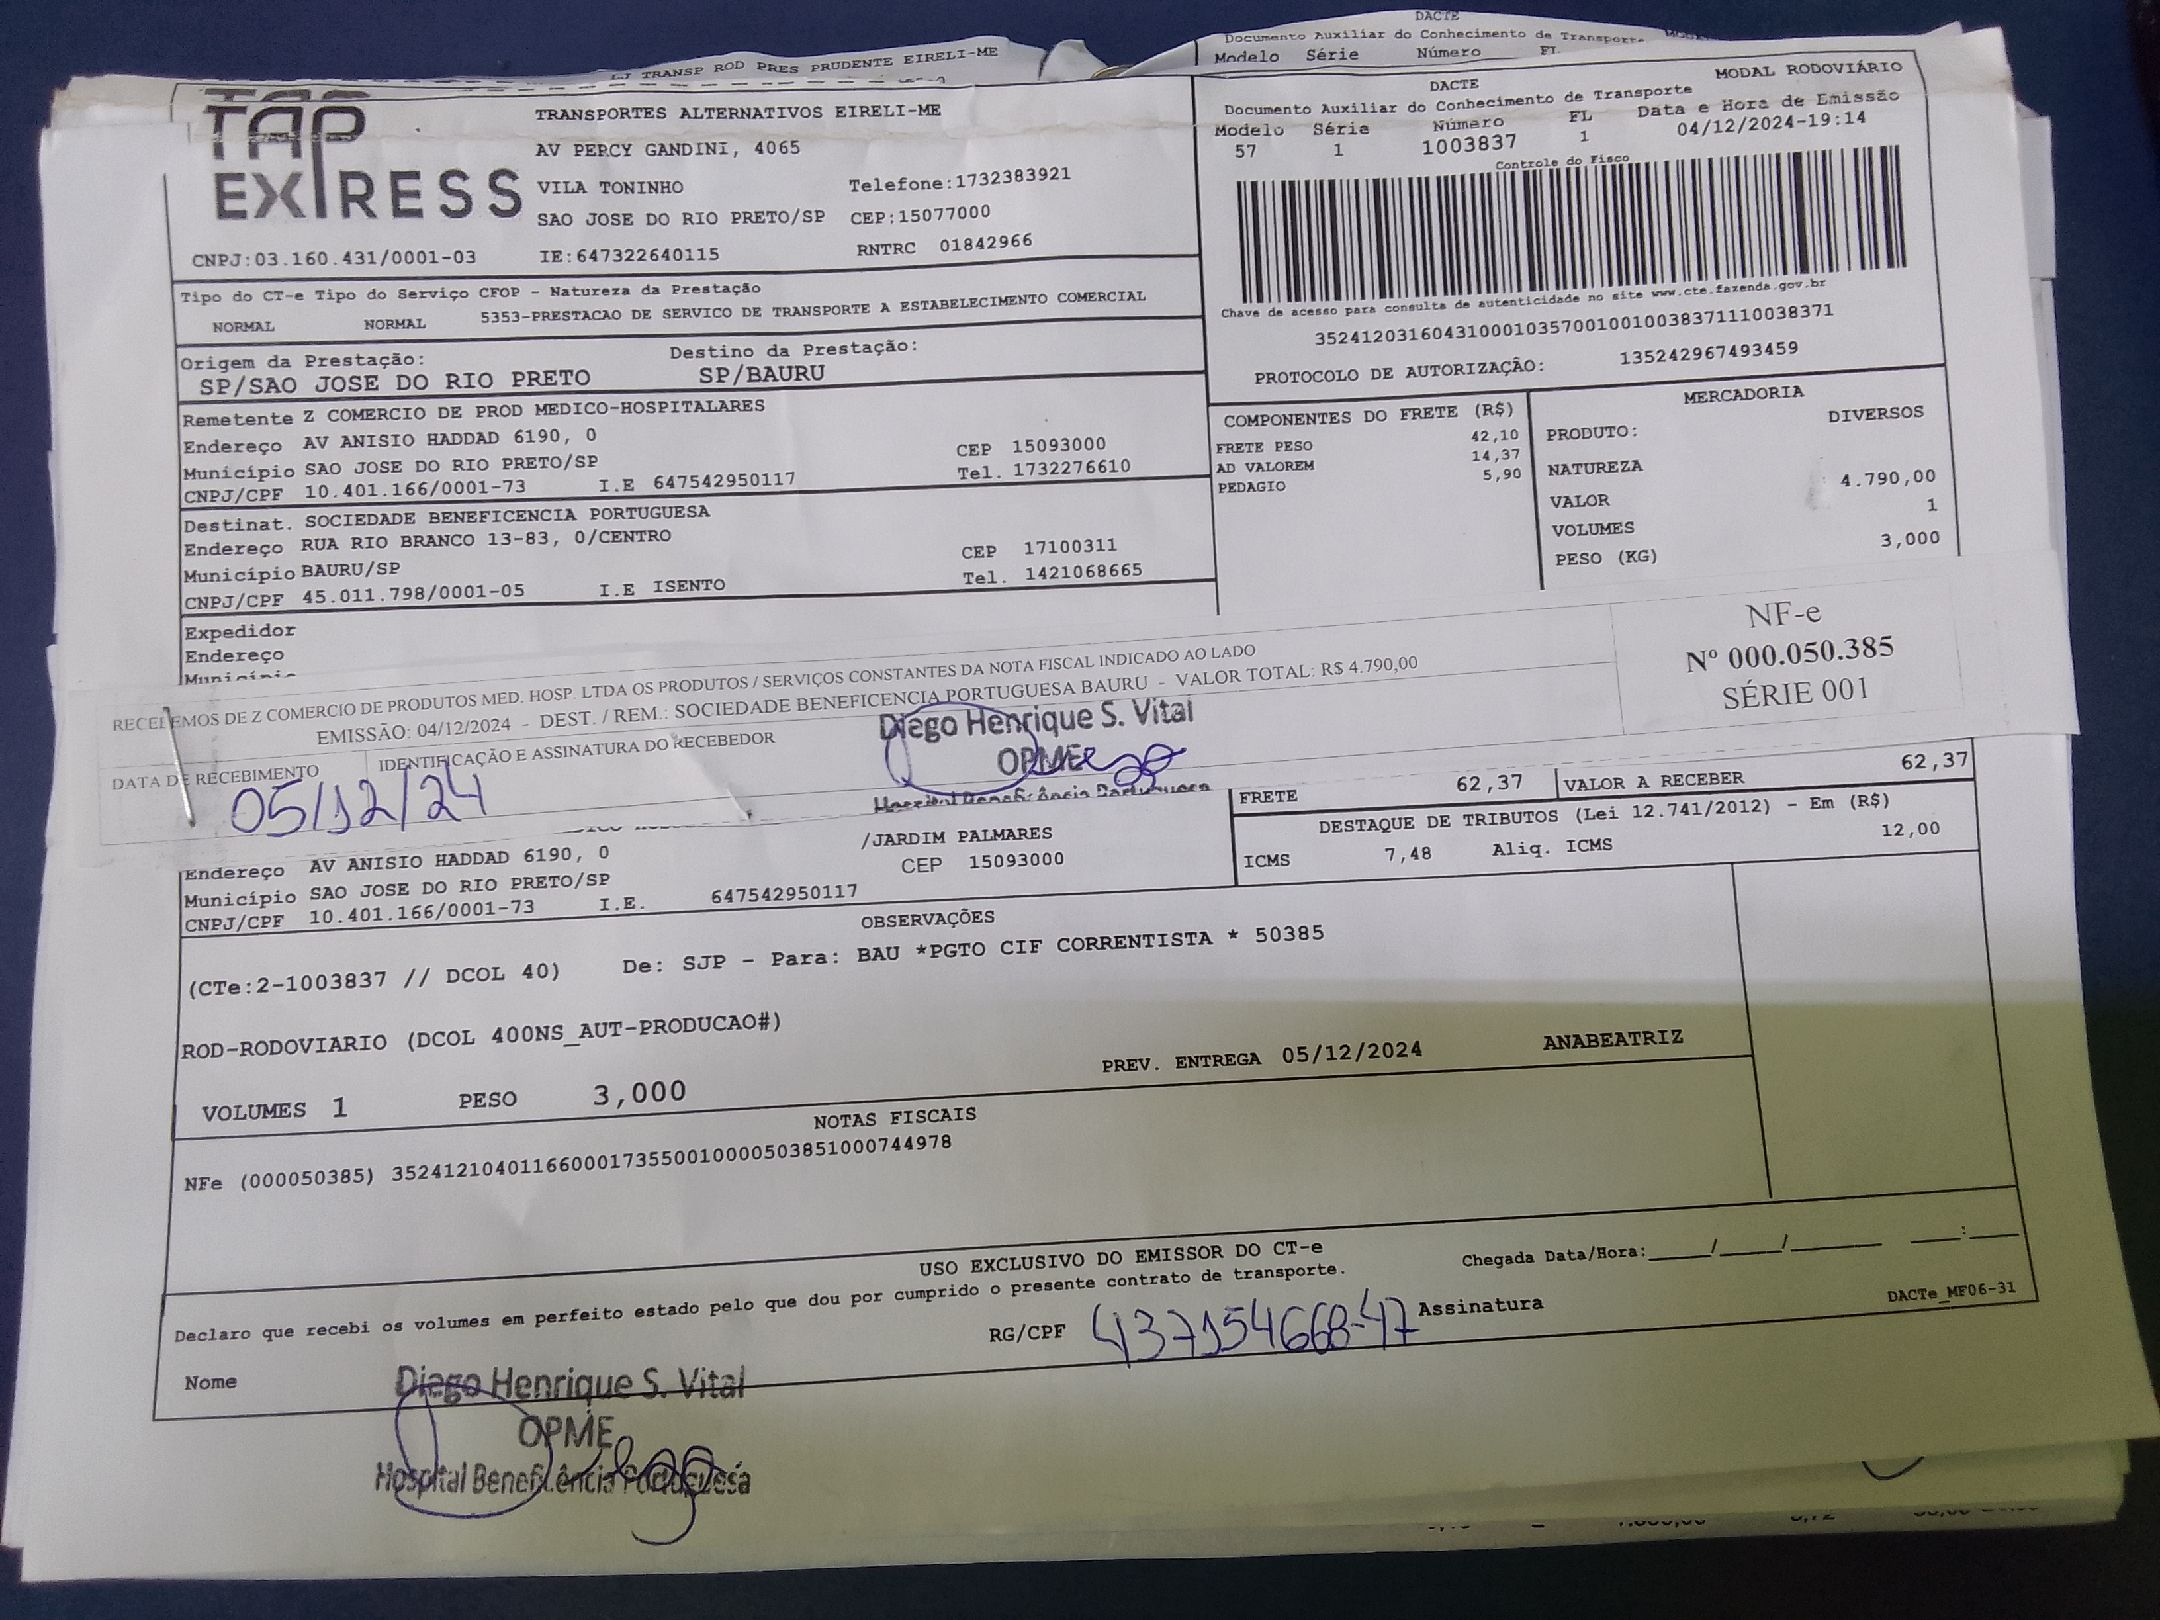 LJ TRANSP ROD PRES PRUDENTE EIRELI-ME
DACTE
Documento Auxiliar do Conhecimento de Transporte
Modelo Série Número FL
TAP EXPRESS
TRANSPORTES ALTERNATIVOS EIRELI-ME
AV PERCY GANDINI, 4065
VILA TONINHO Telefone:1732383921
SAO JOSE DO RIO PRETO/SP CEP:15077000
CNPJ:03.160.431/0001-03 IE:647322640115 RNTRC 01842966
DACTE MODAL RODOVIÁRIO
Documento Auxiliar do Conhecimento de Transporte
Modelo Série Número FL Data e Hora de Emissão
57 1 1003837 1 04/12/2024-19:14
Controle do Fisco
Chave de acesso para consulta de autenticidade no site www.cte.fazenda.gov.br
35241203160431000103570010010038371110038371
PROTOCOLO DE AUTORIZAÇÃO: 135242967493459
Tipo do CT-e Tipo do Serviço CFOP - Natureza da Prestação
NORMAL NORMAL 5353-PRESTACAO DE SERVICO DE TRANSPORTE A ESTABELECIMENTO COMERCIAL
Origem da Prestação: Destino da Prestação:
SP/SAO JOSE DO RIO PRETO SP/BAURU
Remetente Z COMERCIO DE PROD MEDICO-HOSPITALARES
Endereço AV ANISIO HADDAD 6190, 0 CEP 15093000
Município SAO JOSE DO RIO PRETO/SP Tel. 1732276610
CNPJ/CPF 10.401.166/0001-73 I.E 647542950117
Destinat. SOCIEDADE BENEFICENCIA PORTUGUESA
Endereço RUA RIO BRANCO 13-83, 0/CENTRO CEP 17100311
Município BAURU/SP Tel. 1421068665
CNPJ/CPF 45.011.798/0001-05 I.E ISENTO
Expedidor
Endereço
Município
COMPONENTES DO FRETE (R$)
FRETE PESO 42,10
AD VALOREM 14,37
PEDAGIO 5,90
MERCADORIA
PRODUTO: DIVERSOS
NATUREZA
VALOR 4.790,00
VOLUMES 1
PESO (KG) 3,000
RECEBEMOS DE Z COMERCIO DE PRODUTOS MED. HOSP. LTDA OS PRODUTOS / SERVIÇOS CONSTANTES DA NOTA FISCAL INDICADO AO LADO
EMISSÃO: 04/12/2024 - DEST. / REM.: SOCIEDADE BENEFICENCIA PORTUGUESA BAURU - VALOR TOTAL: R$ 4.790,00
DATA DE RECEBIMENTO IDENTIFICAÇÃO E ASSINATURA DO RECEBEDOR
05/12/24
Diego Henrique S. Vital
OPME
Hospital Beneficência Portuguesa
NF-e
Nº 000.050.385
SÉRIE 001
FRETE 62,37 VALOR A RECEBER 62,37
DESTAQUE DE TRIBUTOS (Lei 12.741/2012) - Em (R$)
ICMS 7,48 Aliq. ICMS 12,00
/JARDIM PALMARES
Endereço AV ANISIO HADDAD 6190, 0 CEP 15093000
Município SAO JOSE DO RIO PRETO/SP
CNPJ/CPF 10.401.166/0001-73 I.E. 647542950117
OBSERVAÇÕES
(CTe:2-1003837 // DCOL 40) De: SJP - Para: BAU *PGTO CIF CORRENTISTA * 50385
ROD-RODOVIARIO (DCOL 400NS_AUT-PRODUCAO#)
PREV. ENTREGA 05/12/2024 ANABEATRIZ
VOLUMES 1 PESO 3,000
NOTAS FISCAIS
NFe (000050385) 35241210401166000173550010000503851000744978
USO EXCLUSIVO DO EMISSOR DO CT-e
Declaro que recebi os volumes em perfeito estado pelo que dou por cumprido o presente contrato de transporte.
Chegada Data/Hora:_____/_____/_______ ____:____
Nome RG/CPF 437154668-47 Assinatura
DACTe_MF06-31
Diego Henrique S. Vital
OPME
Hospital Beneficência Portuguesa